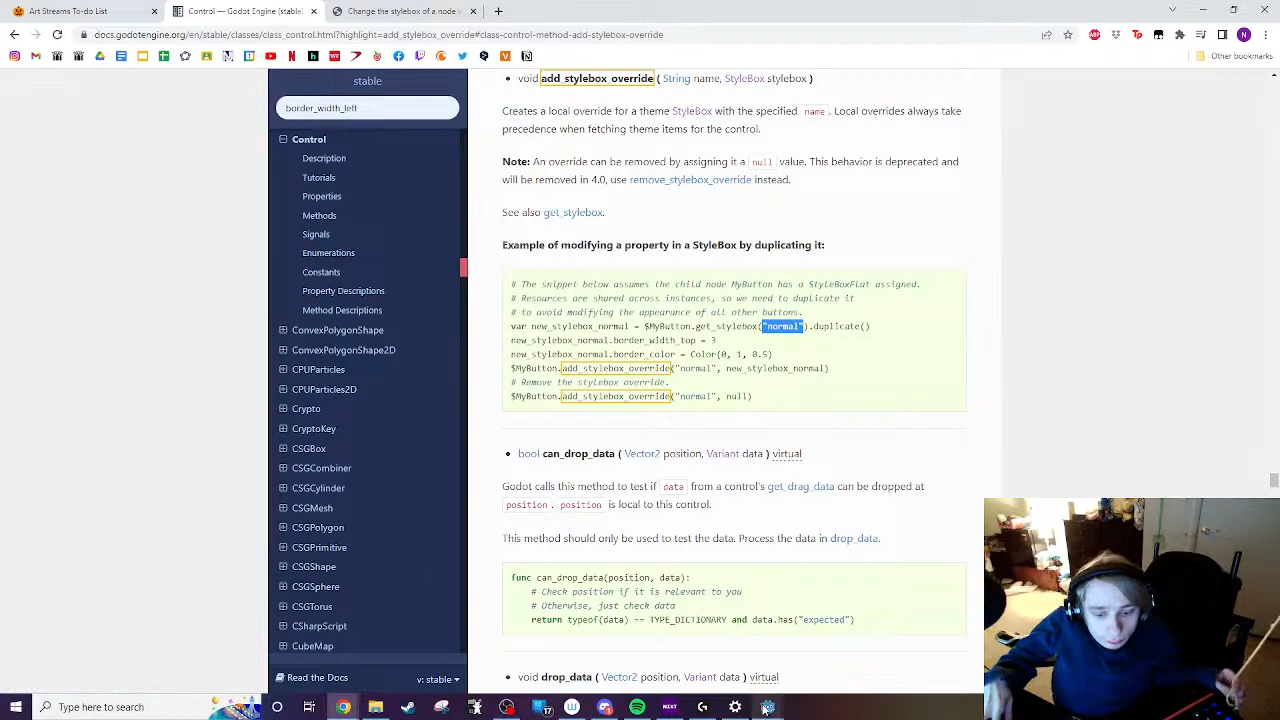 Art Streams To-do List
Control — Godot Engine (stable)
Change the stylebox of a node v
docs.godotengine.org/en/stable/classes/class_control.html?highlight=add_stylebox_override#class-control-method-add-stylebox-override
Other bookmarks
stable
border_width_left
Control
Description
Tutorials
Properties
Methods
Signals
Enumerations
Constants
Property Descriptions
Method Descriptions
ConvexPolygonShape
ConvexPolygonShape2D
CPUParticles
CPUParticles2D
Crypto
CryptoKey
CSGBox
CSGCombiner
CSGCylinder
CSGMesh
CSGPolygon
CSGPrimitive
CSGShape
CSGSphere
CSGTorus
CSharpScript
CubeMap
Read the Docs
v: stable
void add_stylebox_override ( String name, StyleBox stylebox )
Creates a local override for a theme StyleBox with the specified name. Local overrides always take
precedence when fetching theme items for the control.
Note: An override can be removed by assigning it a null value. This behavior is deprecated and
will be removed in 4.0, use remove_stylebox_override instead.
See also get_stylebox.
Example of modifying a property in a StyleBox by duplicating it:
# The snippet below assumes the child node MyButton has a StyleBoxFlat assigned.
# Resources are shared across instances, so we need to duplicate it
# to avoid modifying the appearance of all other buttons.
var new_stylebox_normal = $MyButton.get_stylebox("normal").duplicate()
new_stylebox_normal.border_width_top = 3
new_stylebox_normal.border_color = Color(0, 1, 0.5)
$MyButton.add_stylebox_override("normal", new_stylebox_normal)
# Remove the stylebox override.
$MyButton.add_stylebox_override("normal", null)
bool can_drop_data ( Vector2 position, Variant data ) virtual
Godot calls this method to test if data from a control's get_drag_data can be dropped at
position . position is local to this control.
This method should only be used to test the data. Process the data in drop_data.
func can_drop_data(position, data):
# Check position if it is relevant to you
# Otherwise, just check data
return typeof(data) == TYPE_DICTIONARY and data.has("expected")
void drop_data ( Vector2 position, Variant data ) virtual
Type here to search